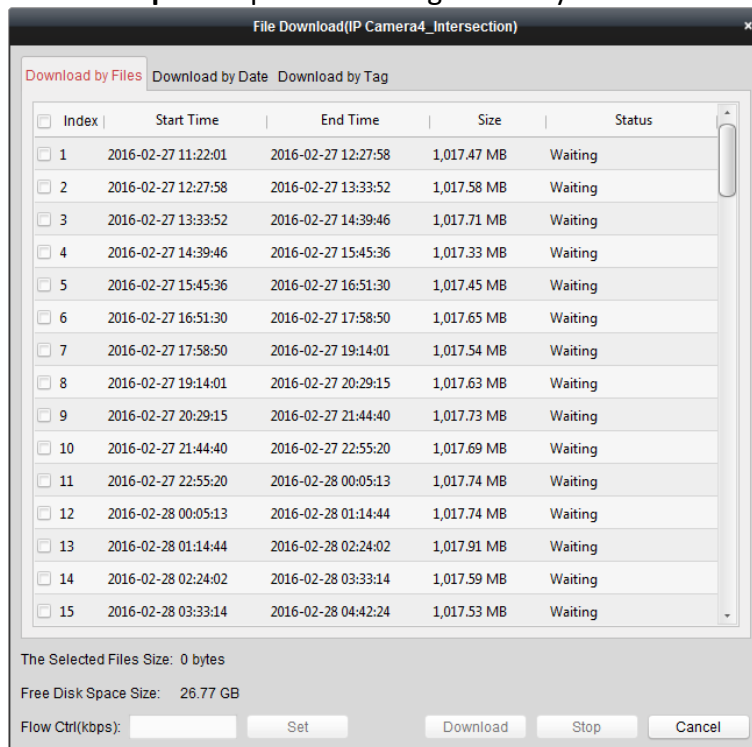 File Download(IP Camera4_Intersection) ×
Download by Files Download by Date Download by Tag
Index Start Time End Time Size Status
1 2016-02-27 11:22:01 2016-02-27 12:27:58 1,017.47 MB Waiting
2 2016-02-27 12:27:58 2016-02-27 13:33:52 1,017.58 MB Waiting
3 2016-02-27 13:33:52 2016-02-27 14:39:46 1,017.71 MB Waiting
4 2016-02-27 14:39:46 2016-02-27 15:45:36 1,017.33 MB Waiting
5 2016-02-27 15:45:36 2016-02-27 16:51:30 1,017.45 MB Waiting
6 2016-02-27 16:51:30 2016-02-27 17:58:50 1,017.65 MB Waiting
7 2016-02-27 17:58:50 2016-02-27 19:14:01 1,017.54 MB Waiting
8 2016-02-27 19:14:01 2016-02-27 20:29:15 1,017.63 MB Waiting
9 2016-02-27 20:29:15 2016-02-27 21:44:40 1,017.73 MB Waiting
10 2016-02-27 21:44:40 2016-02-27 22:55:20 1,017.69 MB Waiting
11 2016-02-27 22:55:20 2016-02-28 00:05:13 1,017.74 MB Waiting
12 2016-02-28 00:05:13 2016-02-28 01:14:44 1,017.74 MB Waiting
13 2016-02-28 01:14:44 2016-02-28 02:24:02 1,017.91 MB Waiting
14 2016-02-28 02:24:02 2016-02-28 03:33:14 1,017.59 MB Waiting
15 2016-02-28 03:33:14 2016-02-28 04:42:24 1,017.53 MB Waiting
The Selected Files Size: 0 bytes
Free Disk Space Size: 26.77 GB
Flow Ctrl(kbps): Set Download Stop Cancel